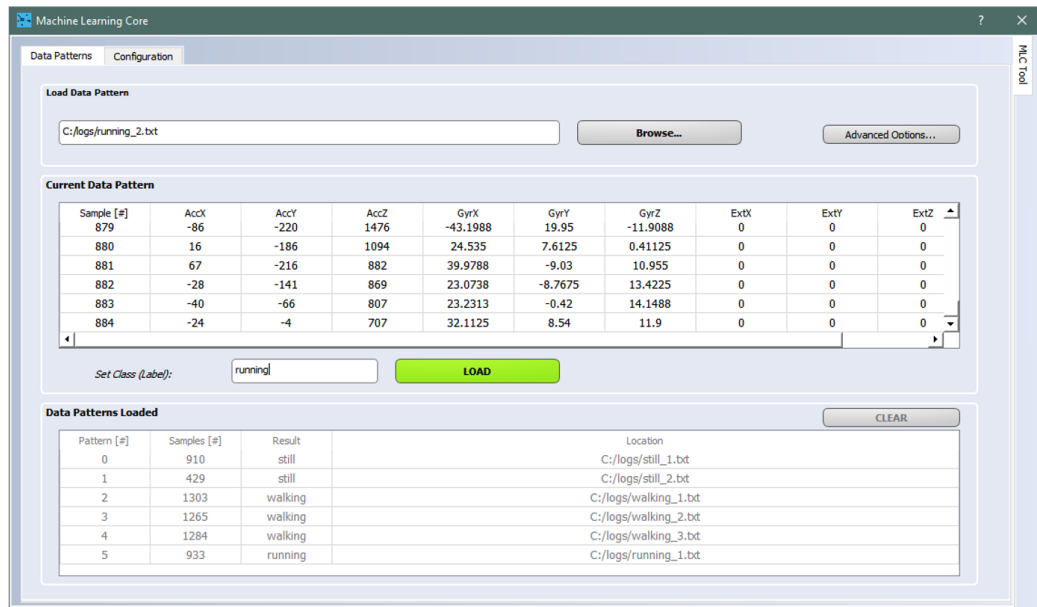 Machine Learning Core ? ×
Data Patterns Configuration
MLC Tool
Load Data Pattern
C:/logs/running_2.txt Browse... Advanced Options...
Current Data Pattern
Sample [#] AccX AccY AccZ GyrX GyrY GyrZ ExtX ExtY ExtZ
879 -86 -220 1476 -43.1988 19.95 -11.9088 0 0 0
880 16 -186 1094 24.535 7.6125 0.41125 0 0 0
881 67 -216 882 39.9788 -9.03 10.955 0 0 0
882 -28 -141 869 23.0738 -8.7675 13.4225 0 0 0
883 -40 -66 807 23.2313 -0.42 14.1488 0 0 0
884 -24 -4 707 32.1125 8.54 11.9 0 0 0
Set Class (Label): running LOAD
Data Patterns Loaded CLEAR
Pattern [#] Samples [#] Result Location
0 910 still C:/logs/still_1.txt
1 429 still C:/logs/still_2.txt
2 1303 walking C:/logs/walking_1.txt
3 1265 walking C:/logs/walking_2.txt
4 1284 walking C:/logs/walking_3.txt
5 933 running C:/logs/running_1.txt